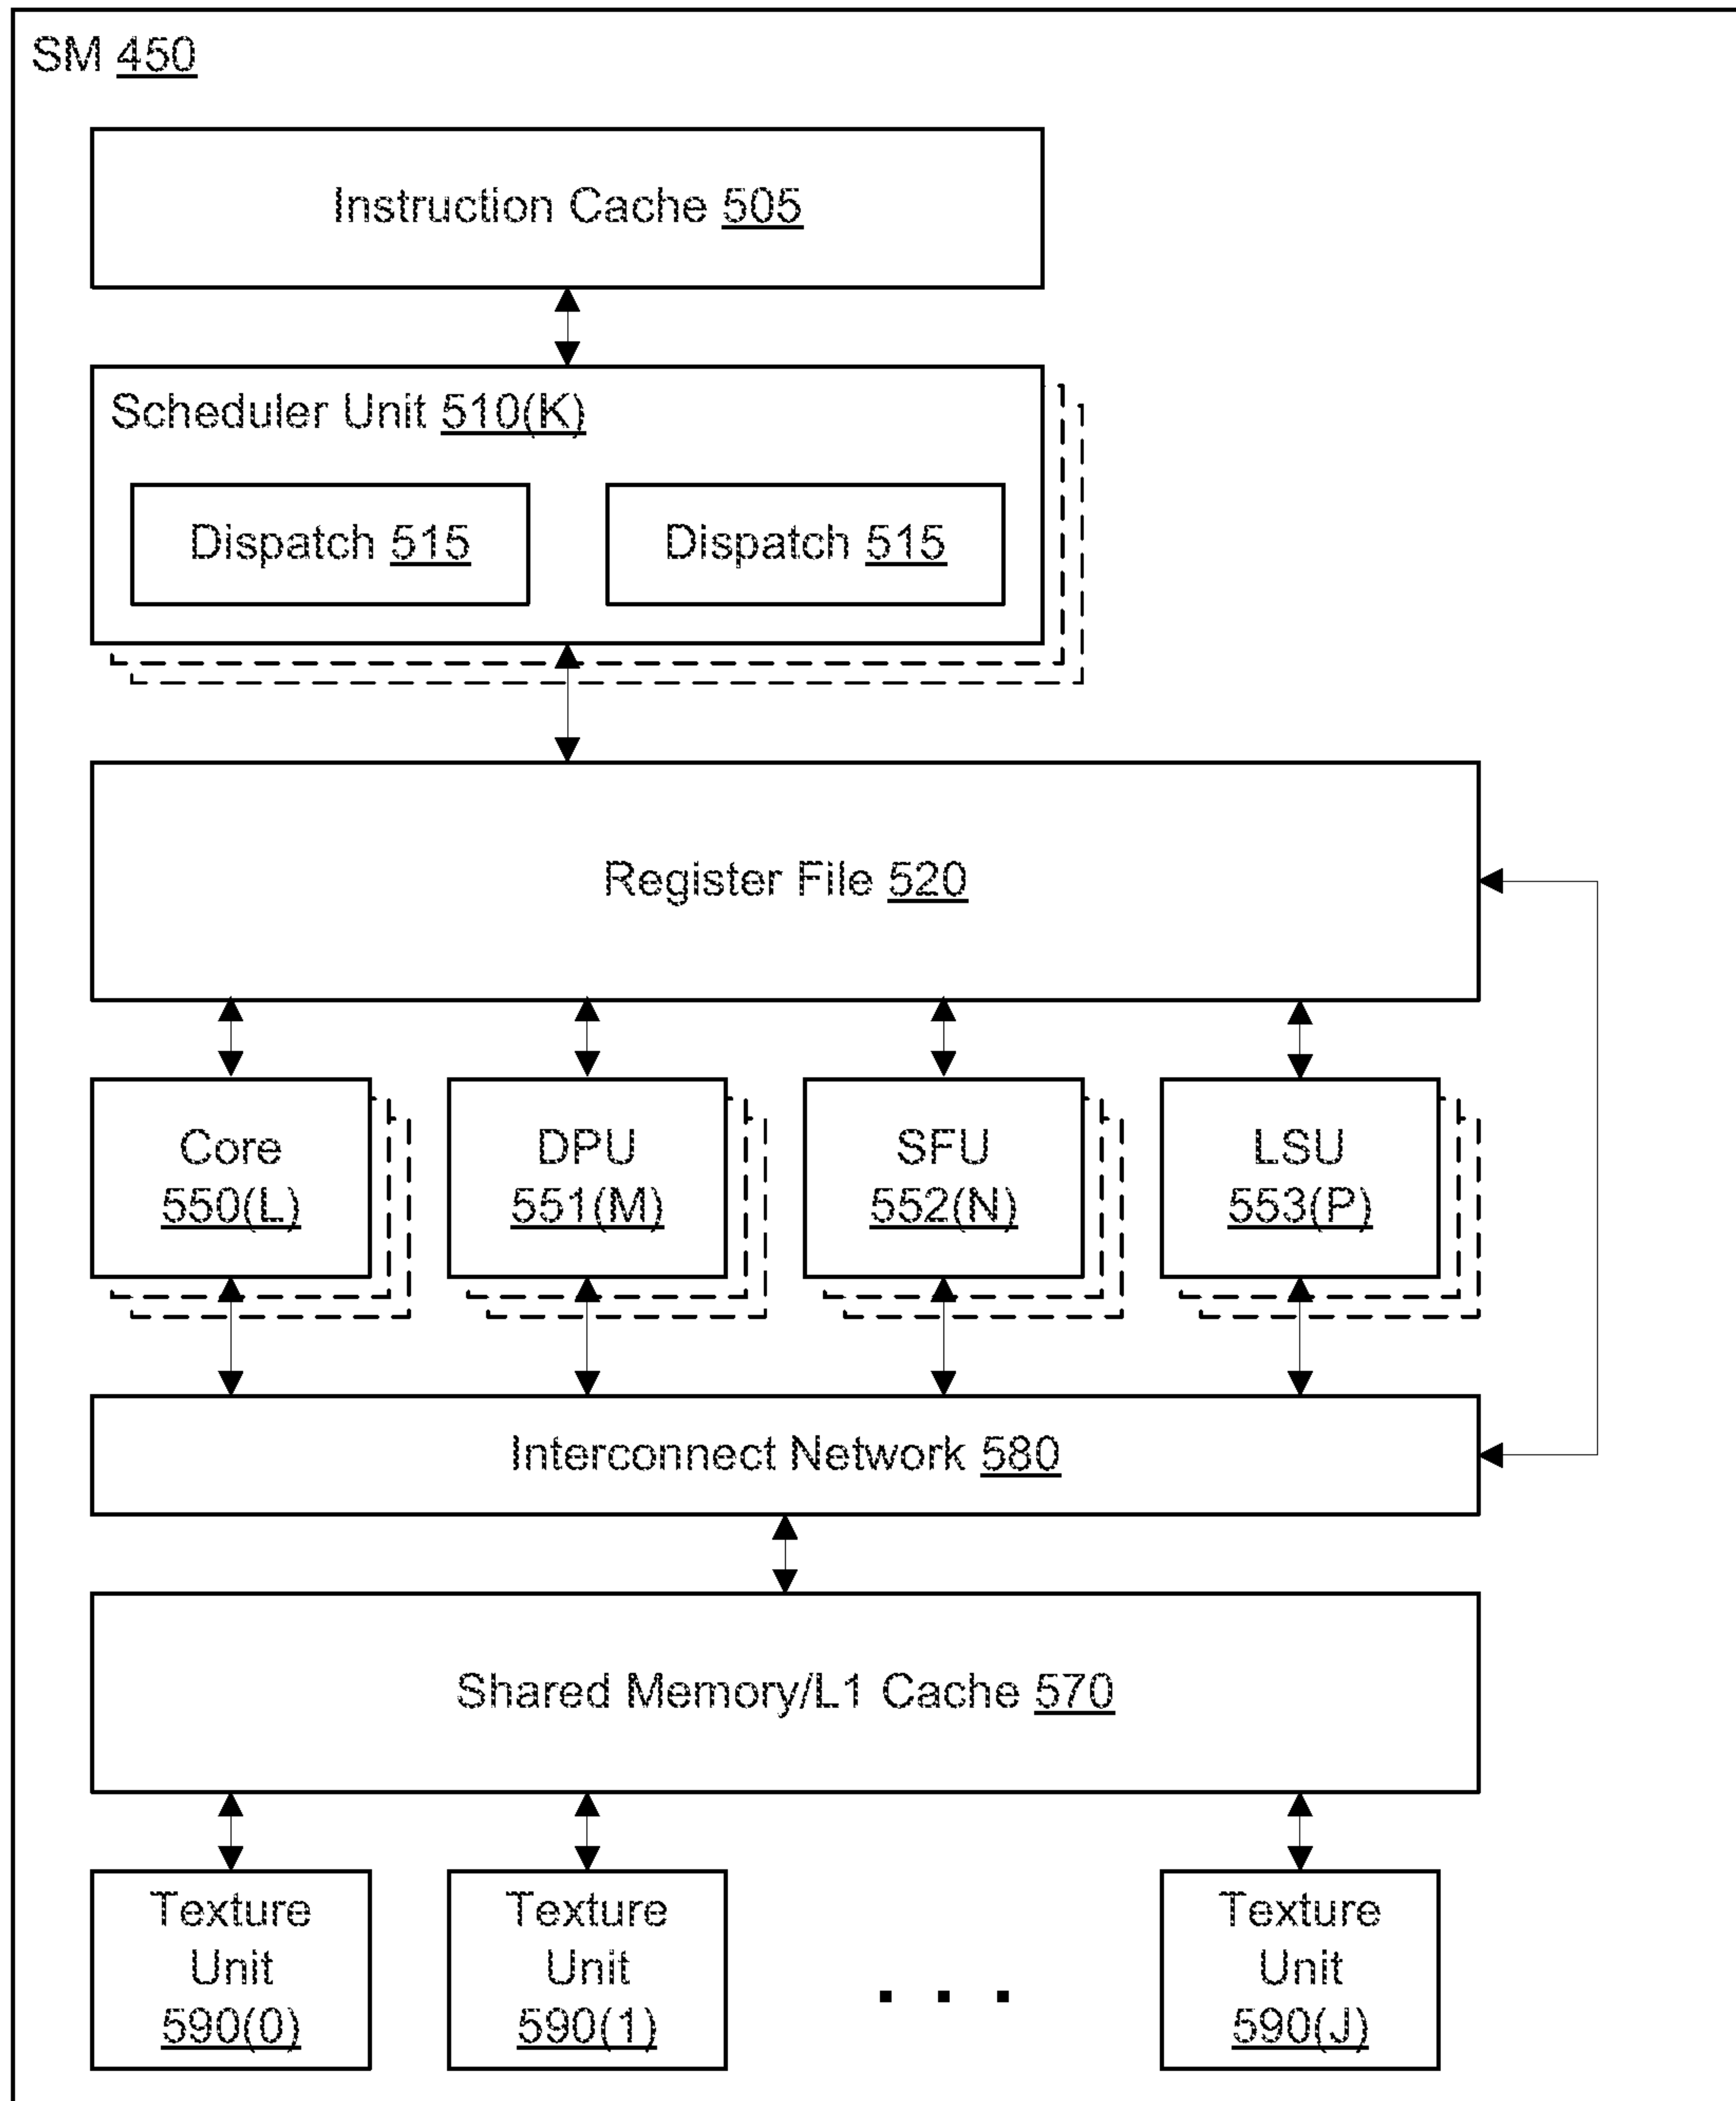 SM 450
Instruction Cache 505
Scheduler Unit 510(K)
Dispatch 515
Dispatch 515
Register File 520
Core
550(L)
DPU
551(M)
SFU
552(N)
LSU
553(P)
Interconnect Network 580
Shared Memory/L1 Cache 570
Texture
Unit
590(0)
Texture
Unit
590(1)
. . .
Texture
Unit
590(J)